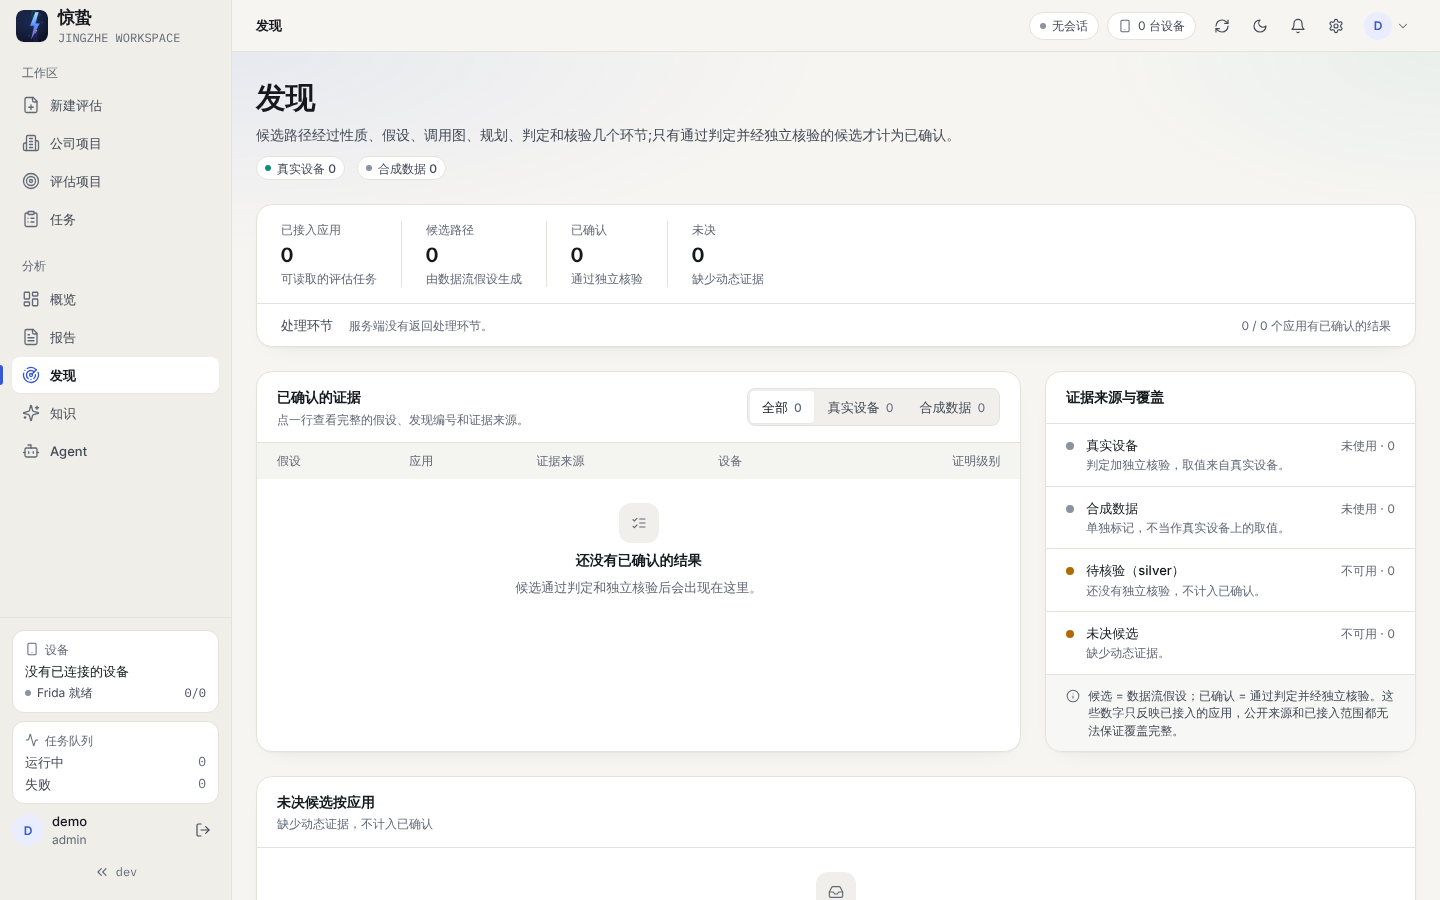 惊蛰
JINGZHE WORKSPACE
工作区
新建评估
公司项目
评估项目
任务
分析
概览
报告
发现
知识
Agent
设备
没有已连接的设备
Frida 就绪 0/0
任务队列
运行中 0
失败 0
D demo
admin
dev
发现
无会话
0 台设备
D
发现
候选路径经过性质、假设、调用图、规划、判定和核验几个环节;只有通过判定并经独立核验的候选才计为已确认。
真实设备 0
合成数据 0
已接入应用
0
可读取的评估任务
候选路径
0
由数据流假设生成
已确认
0
通过独立核验
未决
0
缺少动态证据
处理环节 服务端没有返回处理环节。
0 / 0 个应用有已确认的结果
已确认的证据
点一行查看完整的假设、发现编号和证据来源。
全部 0 真实设备 0 合成数据 0
假设 应用 证据来源 设备 证明级别
还没有已确认的结果
候选通过判定和独立核验后会出现在这里。
证据来源与覆盖
真实设备 未使用 · 0
判定加独立核验，取值来自真实设备。
合成数据 未使用 · 0
单独标记，不当作真实设备上的取值。
待核验（silver） 不可用 · 0
还没有独立核验，不计入已确认。
未决候选 不可用 · 0
缺少动态证据。
候选 = 数据流假设；已确认 = 通过判定并经独立核验。这
些数字只反映已接入的应用，公开来源和已接入范围都无
法保证覆盖完整。
未决候选按应用
缺少动态证据，不计入已确认